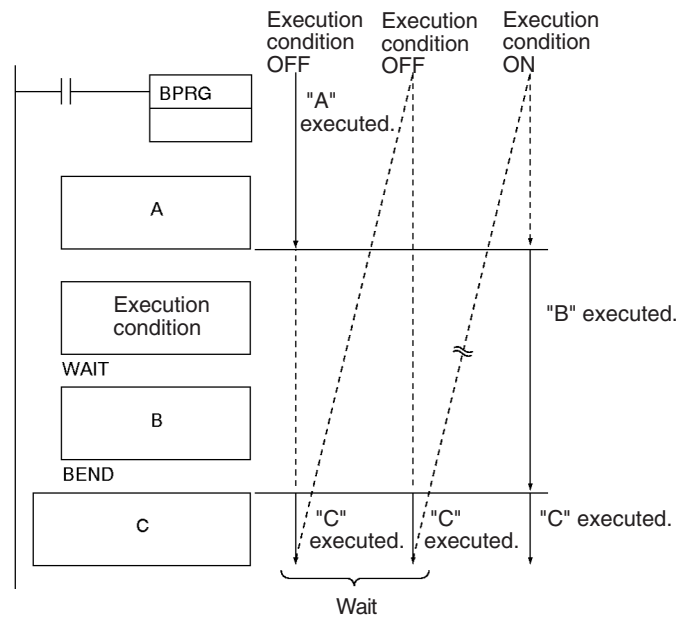 Execution
condition
OFF
Execution
condition
OFF
Execution
condition
ON
BPRG
"A"
executed.
A
Execution
condition
"B" executed.
WAIT
B
BEND
C
"C"
executed.
"C"
executed.
"C" executed.
Wait